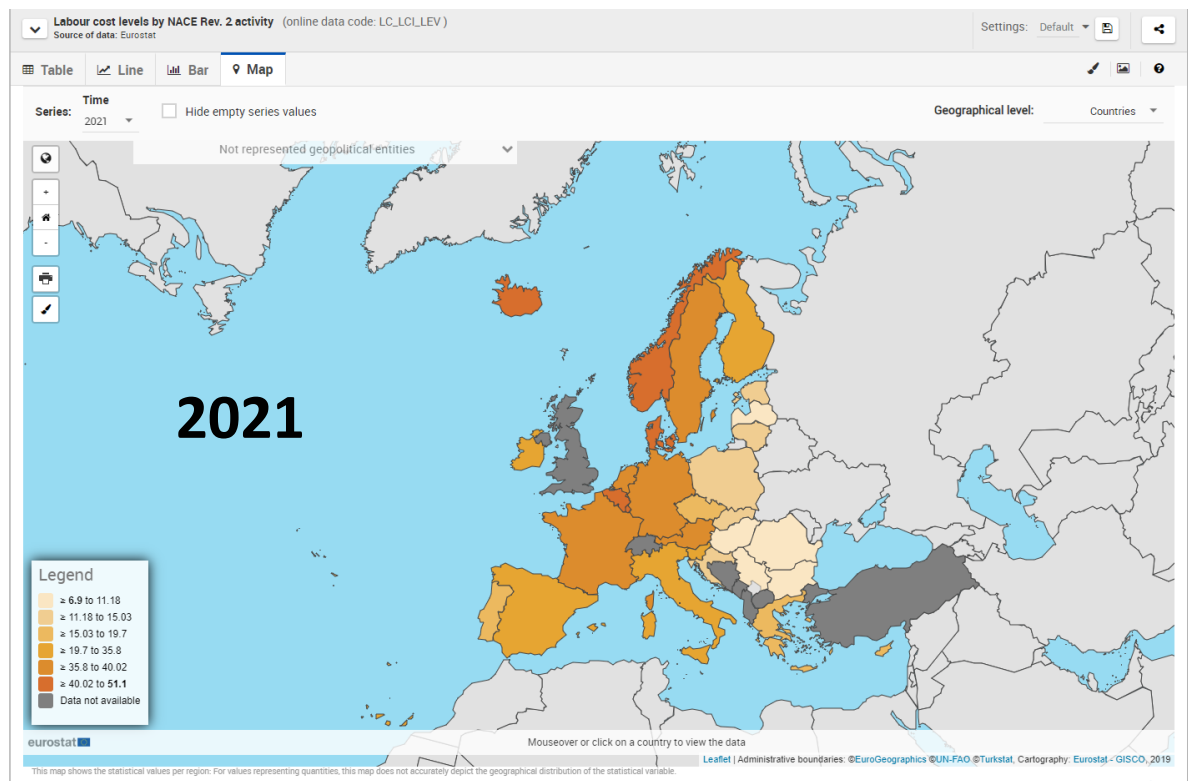 Labour cost levels by NACE Rev. 2 activity (online data code: LC_LCI_LEV )
Source of data: Eurostat
Settings: Default
Table Line Bar Map
Series: Time
2021
Hide empty series values
Geographical level: Countries
Not represented geopolitical entities
+
-
2021
Legend
≥ 6.9 to 11.18
≥ 11.18 to 15.03
≥ 15.03 to 19.7
≥ 19.7 to 35.8
≥ 35.8 to 40.02
≥ 40.02 to 51.1
Data not available
eurostat
Mouseover or click on a country to view the data
Leaflet | Administrative boundaries: ©EuroGeographics ©UN-FAO ©Turkstat, Cartography: Eurostat - GISCO, 2019
This map shows the statistical values per region: For values representing quantities, this map does not accurately depict the geographical distribution of the statistical variable.